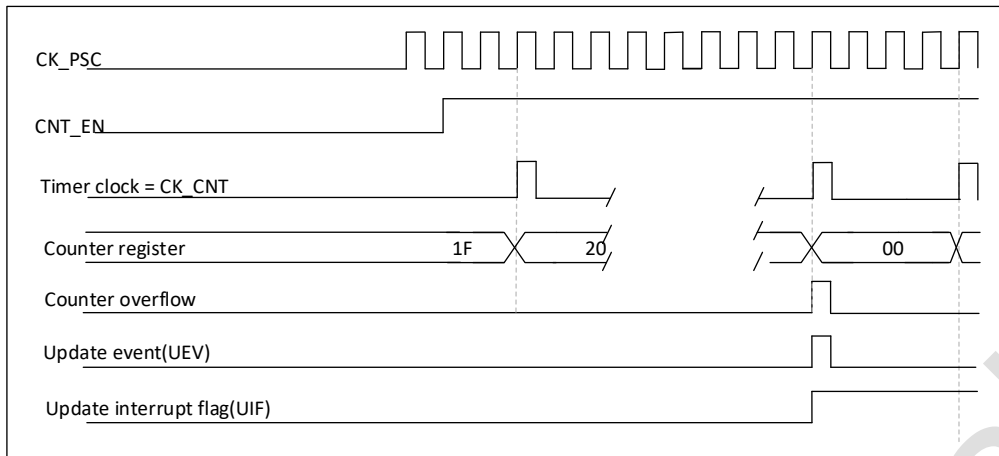 CK_PSC
CNT_EN
Timer clock = CK_CNT
Counter register 1F 20 00
Counter overflow
Update event(UEV)
Update interrupt flag(UIF)